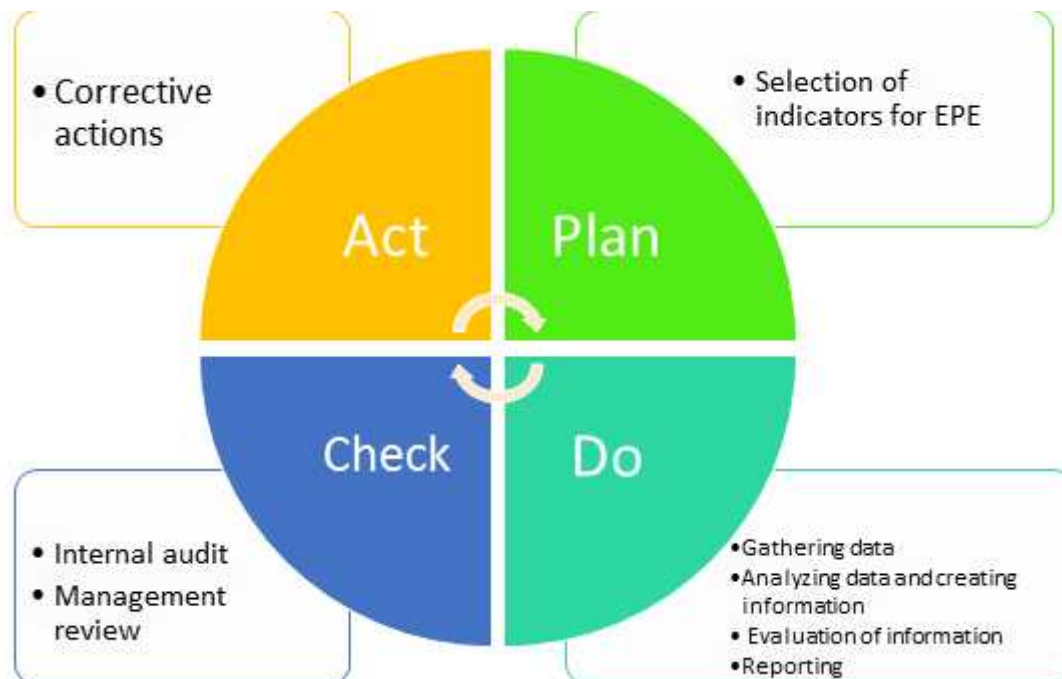 • Corrective
actions
• Selection of
indicators for EPE
Act
Plan
Check
Do
• Internal audit
• Management
review
•Gathering data
•Analyzing data and creating
information
• Evaluation of information
•Reporting